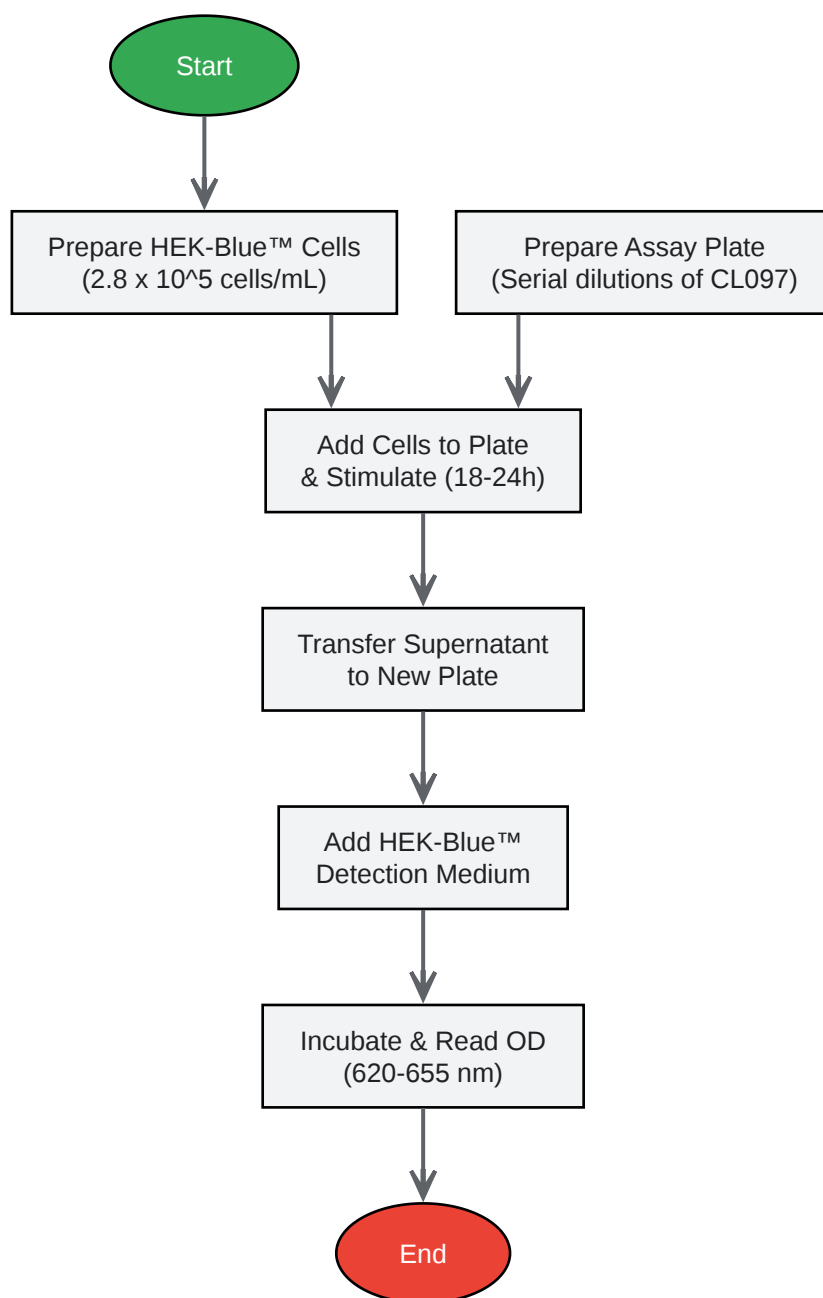 Start
Prepare HEK-Blue™ Cells
(2.8 x 10^5 cells/mL)
Prepare Assay Plate
(Serial dilutions of CL097)
Add Cells to Plate
& Stimulate (18-24h)
Transfer Supernatant
to New Plate
Add HEK-Blue™
Detection Medium
Incubate & Read OD
(620-655 nm)
End